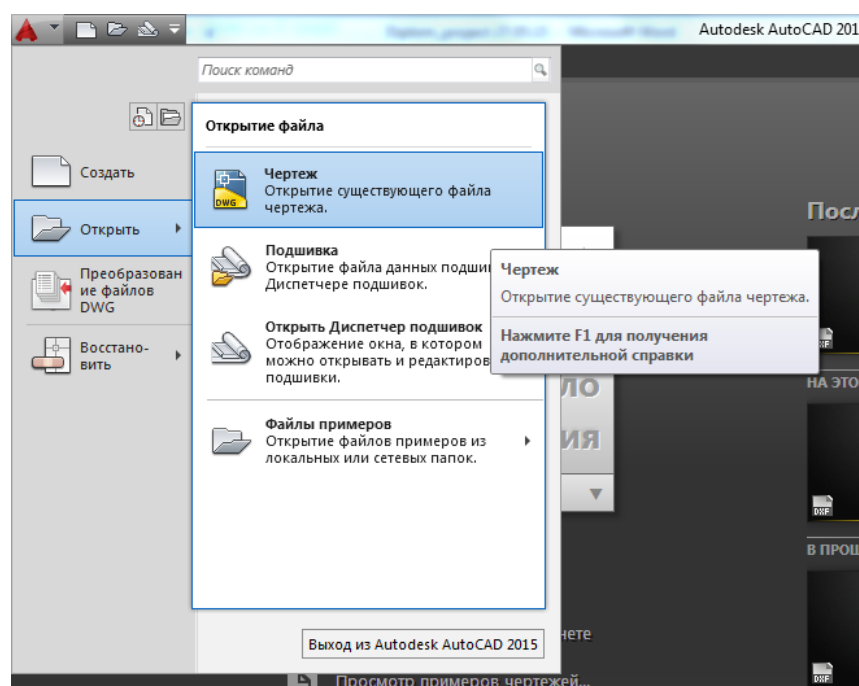 Autodesk AutoCAD 201
Поиск команд
Открытие файла
Создать
Открыть
Преобразован
ие файлов
DWG
Восстано-
вить
Чертеж
Открытие существующего файла
чертежа.
DWG
Подшивка
Открытие файла данных подши
Диспетчере подшивок.
Открыть Диспетчер подшивок
Отображение окна, в котором
можно открывать и редактиров
подшивки.
Файлы примеров
Открытие файлов примеров из
локальных или сетевых папок.
Чертеж
Открытие существующего файла чертежа.
Нажмите F1 для получения
дополнительной справки
Посл
НА ЭТО
ло
ия
DXF
В ПРОШ
нете
Выход из Autodesk AutoCAD 2015
Просмотр примеров чертежей...
DXF